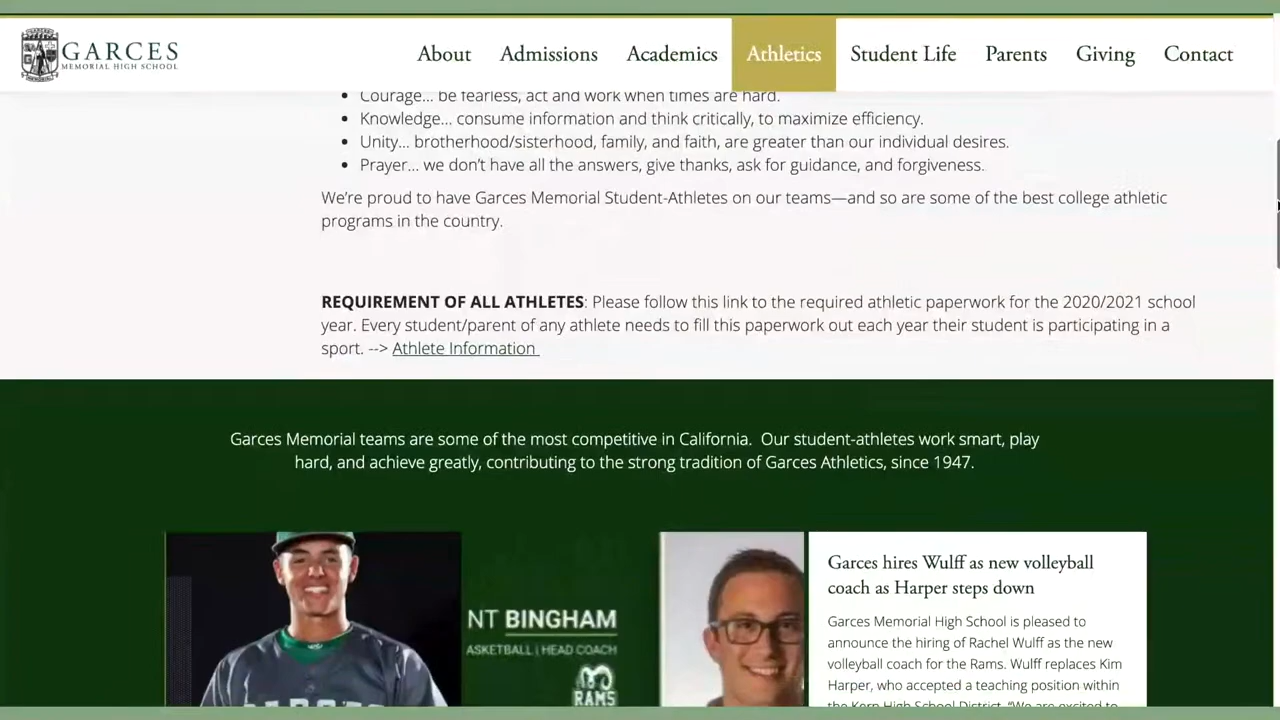 GARCES
MEMORIAL HIGH SCHOOL
About Admissions Academics Athletics Student Life Parents Giving Contact
Courage... be fearless, act and work when times are hard.
Knowledge... consume information and think critically, to maximize efficiency.
Unity... brotherhood/sisterhood, family, and faith, are greater than our individual desires.
Prayer... we don’t have all the answers, give thanks, ask for guidance, and forgiveness.
We’re proud to have Garces Memorial Student-Athletes on our teams—and so are some of the best college athletic
programs in the country.
REQUIREMENT OF ALL ATHLETES: Please follow this link to the required athletic paperwork for the 2020/2021 school
year. Every student/parent of any athlete needs to fill this paperwork out each year their student is participating in a
sport. --> Athlete Information
Garces Memorial teams are some of the most competitive in California. Our student-athletes work smart, play
hard, and achieve greatly, contributing to the strong tradition of Garces Athletics, since 1947.
NT BINGHAM
ASKETBALL | HEAD COACH
RAMS
Garces hires Wulff as new volleyball
coach as Harper steps down
Garces Memorial High School is pleased to
announce the hiring of Rachel Wulff as the new
volleyball coach for the Rams. Wulff replaces Kim
Harper, who accepted a teaching position within
the Kern High School District. “We are excited to